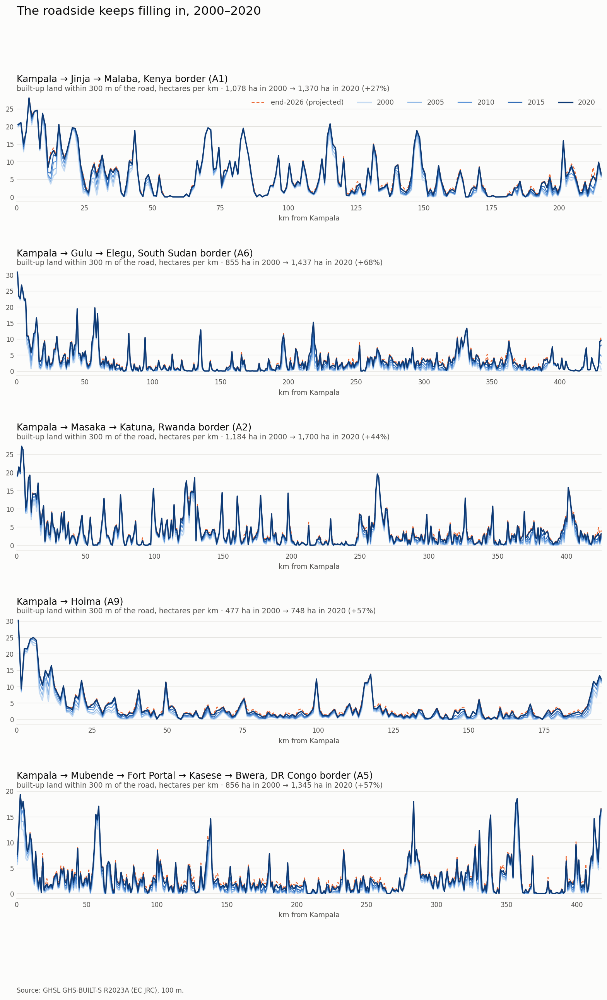 The roadside keeps filling in, 2000–2020
Kampala → Jinja → Malaba, Kenya border (A1)
built-up land within 300 m of the road, hectares per km · 1,078 ha in 2000 → 1,370 ha in 2020 (+27%)
end-2026 (projected) 2000 2005 2010 2015 2020
25
20
15
10
5
0
0 25 50 75 100 125 150 175 200
km from Kampala
Kampala → Gulu → Elegu, South Sudan border (A6)
built-up land within 300 m of the road, hectares per km · 855 ha in 2000 → 1,437 ha in 2020 (+68%)
30
25
20
15
10
5
0
0 50 100 150 200 250 300 350 400
km from Kampala
Kampala → Masaka → Katuna, Rwanda border (A2)
built-up land within 300 m of the road, hectares per km · 1,184 ha in 2000 → 1,700 ha in 2020 (+44%)
25
20
15
10
5
0
0 50 100 150 200 250 300 350 400
km from Kampala
Kampala → Hoima (A9)
built-up land within 300 m of the road, hectares per km · 477 ha in 2000 → 748 ha in 2020 (+57%)
30
25
20
15
10
5
0
0 25 50 75 100 125 150 175
km from Kampala
Kampala → Mubende → Fort Portal → Kasese → Bwera, DR Congo border (A5)
built-up land within 300 m of the road, hectares per km · 856 ha in 2000 → 1,345 ha in 2020 (+57%)
20
15
10
5
0
0 50 100 150 200 250 300 350 400
km from Kampala
Source: GHSL GHS-BUILT-S R2023A (EC JRC), 100 m.